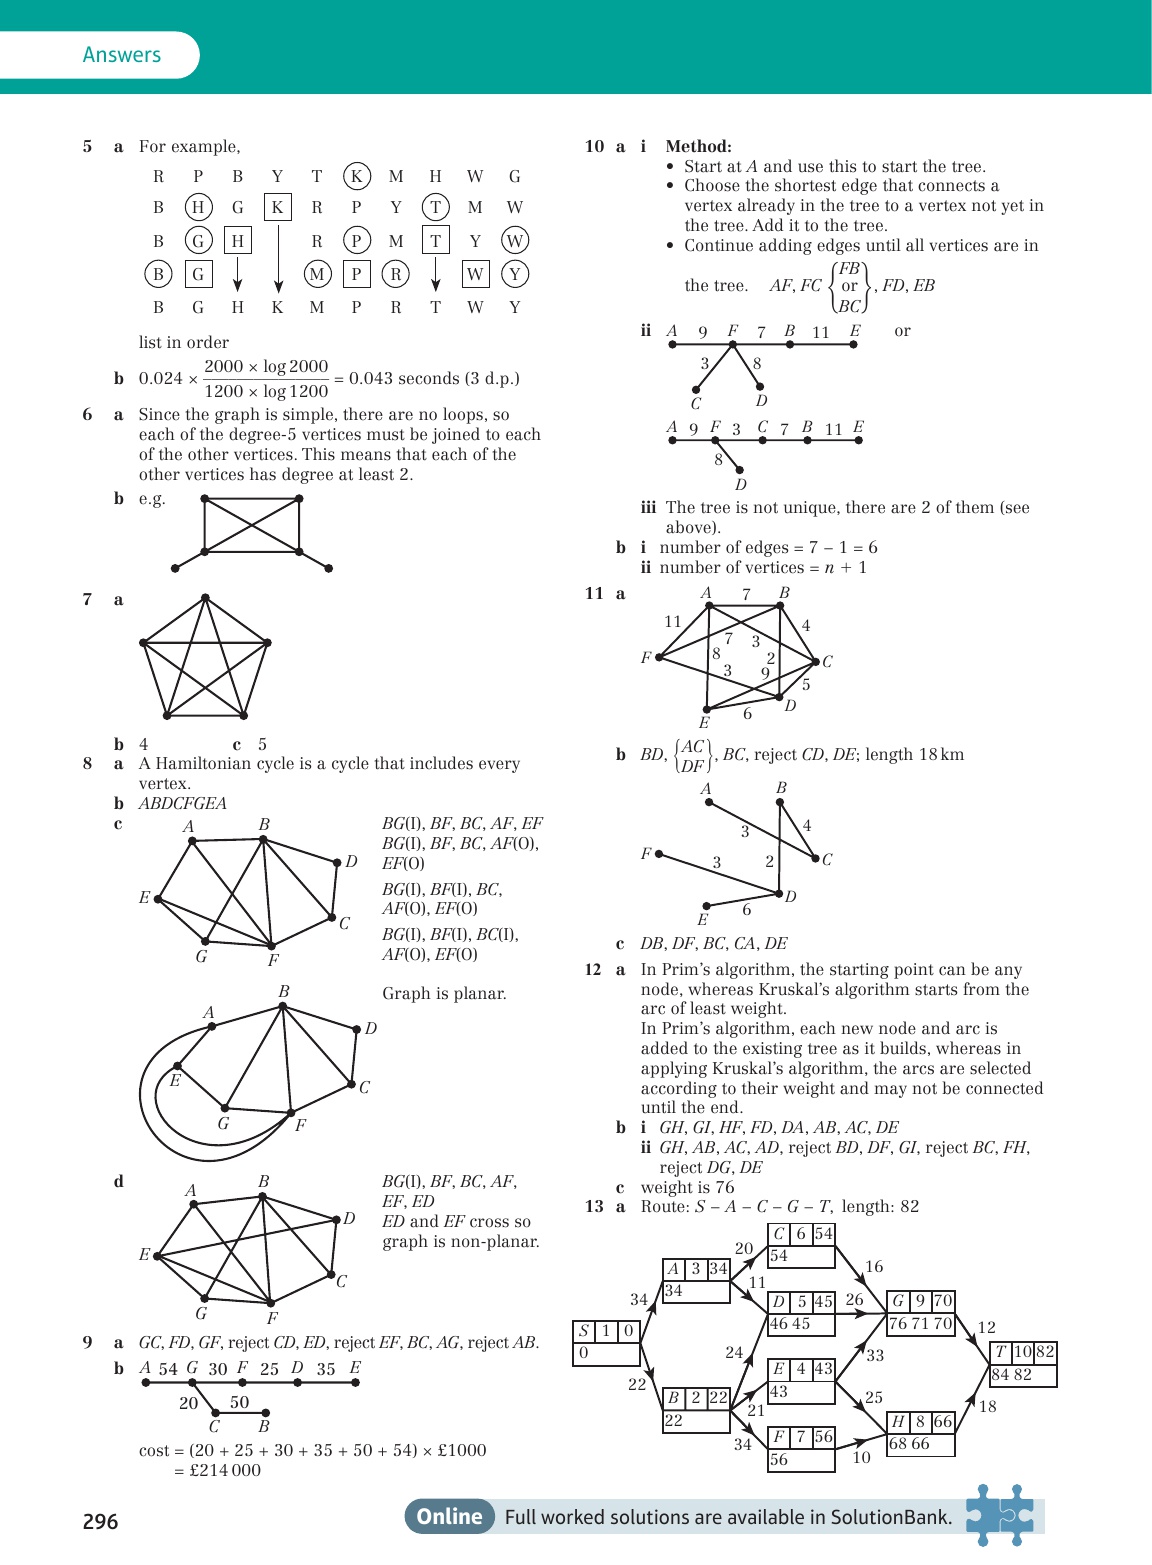 Answers
5 a For example,
R P B Y T K M H W G
B H G K R P Y T M W
B G H R P M T Y W
B G M P R W Y
B G H K M P R T W Y
list in order
b 0.024 × (2000 × log 2000)/(1200 × log 1200) = 0.043 seconds (3 d.p.)
6 a Since the graph is simple, there are no loops, so
each of the degree-5 vertices must be joined to each
of the other vertices. This means that each of the
other vertices has degree at least 2.
b e.g.
7 a
b 4 c 5
8 a A Hamiltonian cycle is a cycle that includes every
vertex.
b ABDCFGEA
c
A B D E C G F
BG(I), BF, BC, AF, EF
BG(I), BF, BC, AF(O),
EF(O)
BG(I), BF(I), BC,
AF(O), EF(O)
BG(I), BF(I), BC(I),
AF(O), EF(O)
Graph is planar.
B A D E C G F
d
A B D E C G F
BG(I), BF, BC, AF,
EF, ED
ED and EF cross so
graph is non-planar.
9 a GC, FD, GF, reject CD, ED, reject EF, BC, AG, reject AB.
b A 54 G 30 F 25 D 35 E
20 50
C B
cost = (20 + 25 + 30 + 35 + 50 + 54) × £1000
= £214 000
10 a i Method:
• Start at A and use this to start the tree.
• Choose the shortest edge that connects a
vertex already in the tree to a vertex not yet in
the tree. Add it to the tree.
• Continue adding edges until all vertices are in
the tree. AF, FC {FB or BC}, FD, EB
ii A 9 F 7 B 11 E or
3 8
C D
A 9 F 3 C 7 B 11 E
8
D
iii The tree is not unique, there are 2 of them (see
above).
b i number of edges = 7 − 1 = 6
ii number of vertices = n + 1
11 a
A 7 B
11 4
7 3
F 8 2 C
3 9 5
D
E 6
b BD, {AC DF}, BC, reject CD, DE; length 18 km
A B
3 4
F 3 2 C
D
E 6
c DB, DF, BC, CA, DE
12 a In Prim's algorithm, the starting point can be any
node, whereas Kruskal's algorithm starts from the
arc of least weight.
In Prim's algorithm, each new node and arc is
added to the existing tree as it builds, whereas in
applying Kruskal's algorithm, the arcs are selected
according to their weight and may not be connected
until the end.
b i GH, GI, HF, FD, DA, AB, AC, DE
ii GH, AB, AC, AD, reject BD, DF, GI, reject BC, FH,
reject DG, DE
c weight is 76
13 a Route: S – A – C – G – T, length: 82
C 6 54
54
20
16
A 3 34
34
11
34
D 5 45
46 45
26
G 9 70
76 71 70
12
S 1 0
0
24
33
T 10 82
84 82
E 4 43
43
22
25
B 2 22
22
21
18
H 8 66
68 66
34
F 7 56
56
10
296
Online Full worked solutions are available in SolutionBank.